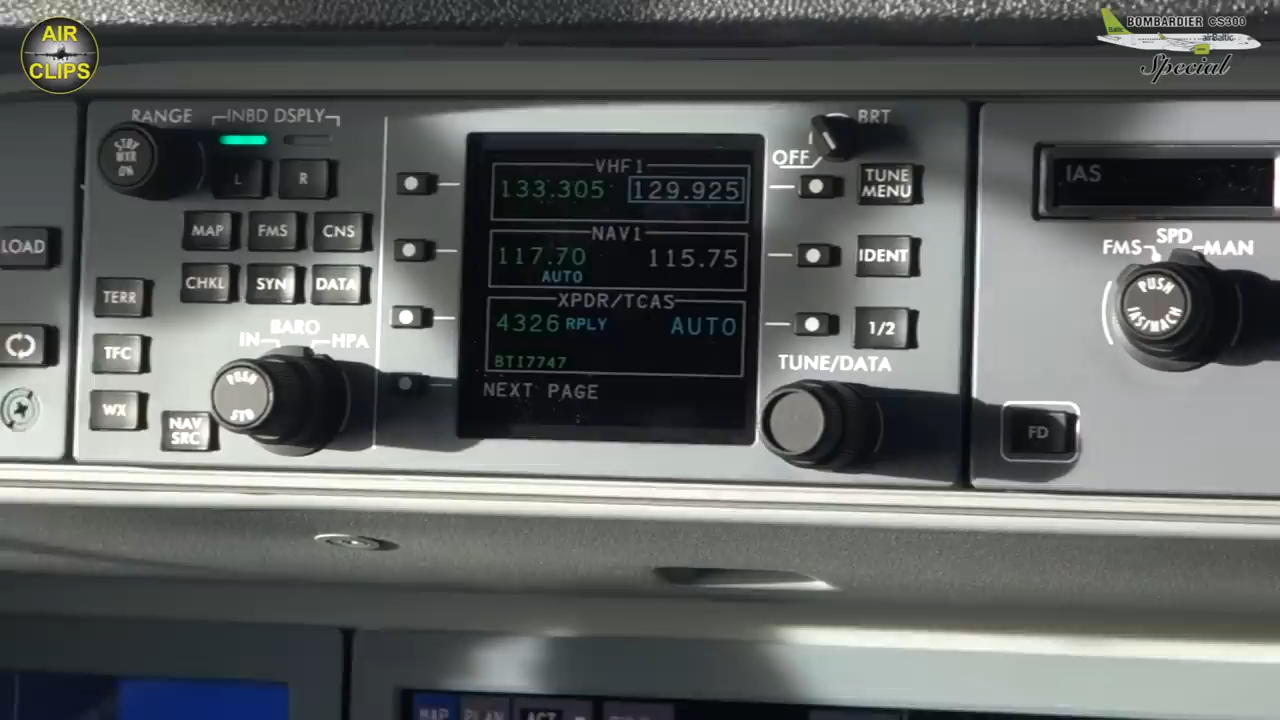 AIR
CLIPS
BOMBARDIER CS300
airBaltic
Special
RANGE
INBD DSPLY
STBY
WXR
ON
L
R
MAP
FMS
CNS
CHKL
SYN
DATA
LOAD
TERR
TFC
WX
NAV
SRC
BARO
IN
HPA
PUSH
STD
VHF1
133.305 129.925
NAV1
117.70 115.75
AUTO
XPDR/TCAS
4326 RPLY AUTO
BTI7747
NEXT PAGE
BRT
OFF
TUNE
MENU
IDENT
1/2
TUNE/DATA
IAS
SPD
FMS
MAN
PUSH
IAS/MACH
FD
MAP PLAN